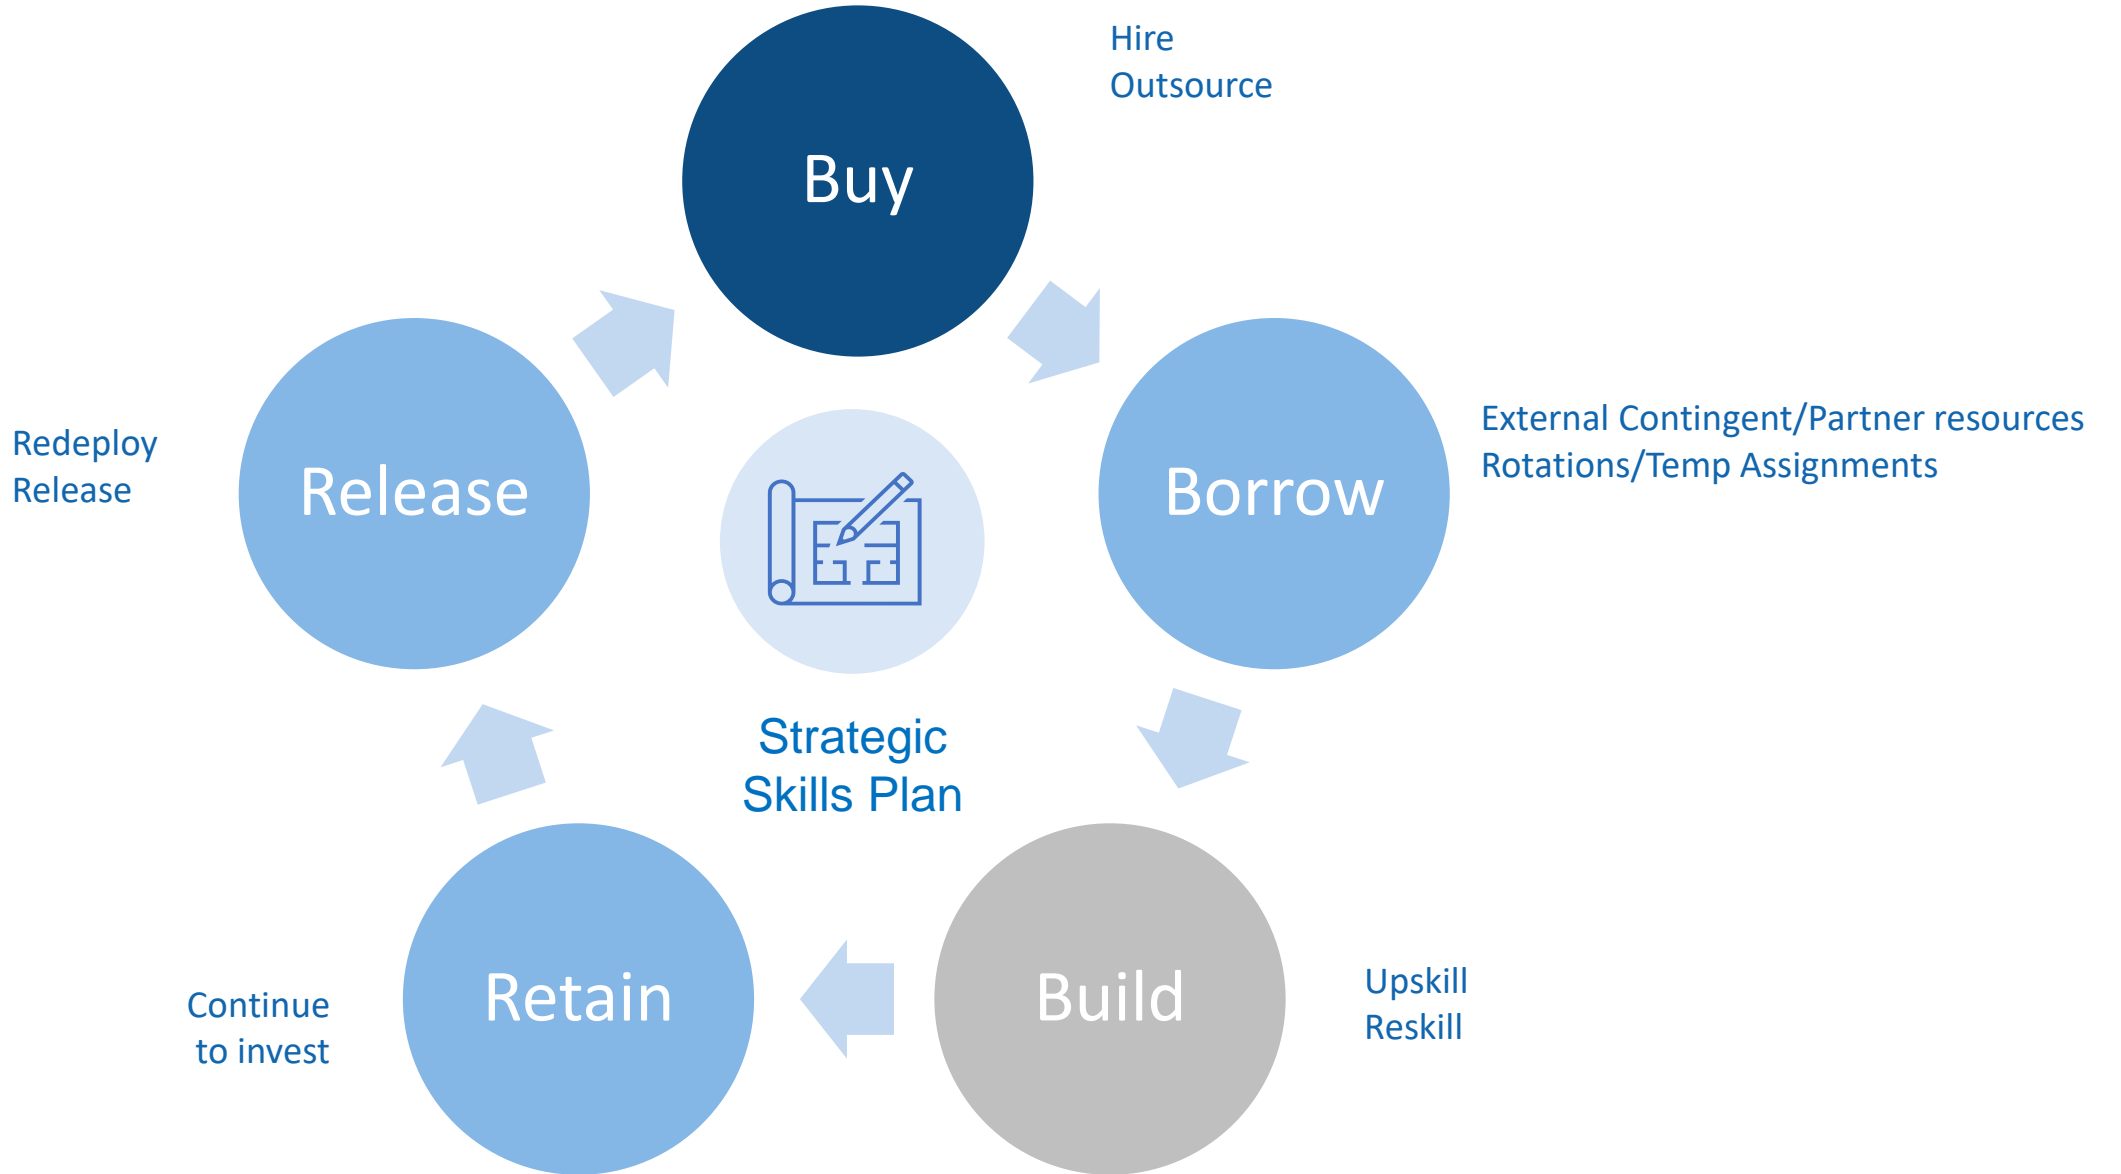 Buy
Hire
Outsource
Borrow
External Contingent/Partner resources
Rotations/Temp Assignments
Build
Upskill
Reskill
Retain
Continue
to invest
Release
Redeploy
Release
Strategic
Skills Plan